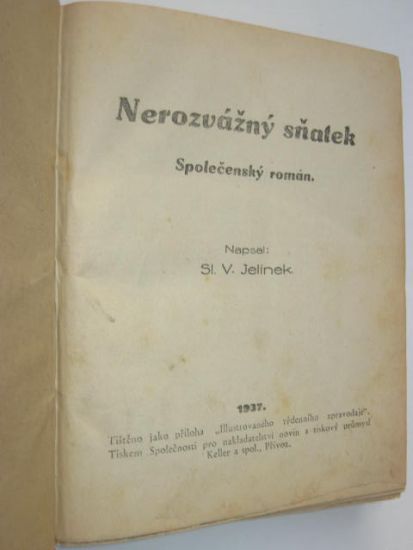 Nerozvážný sňatek
Společenský román.
Napsal:
Sl. V. Jelínek.
1937.
Tištěno jako příloha „Illustrovaného týdenního zpravodaje“.
Tiskem Společnosti pro nakladatelství novin a tiskový průmysl
Keller a spol., Přívoz.